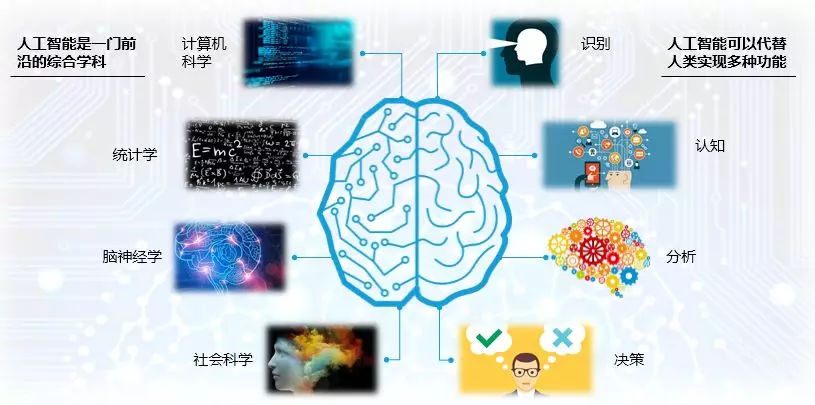 人工智能是一门前
沿的综合学科
计算机
科学
识别
人工智能可以代替
人类实现多种功能
统计学
E=mc²
认知
脑神经学
分析
社会科学
决策